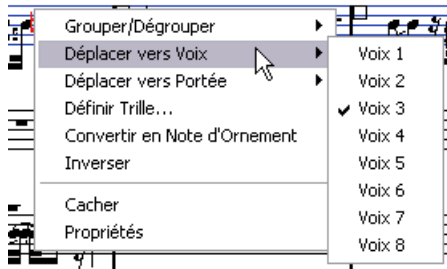 Grouper/Dégrouper
Déplacer vers Voix
Déplacer vers Portée
Définir Trille...
Convertir en Note d'Ornement
Inverser
Cacher
Propriétés
Voix 1
Voix 2
Voix 3
Voix 4
Voix 5
Voix 6
Voix 7
Voix 8